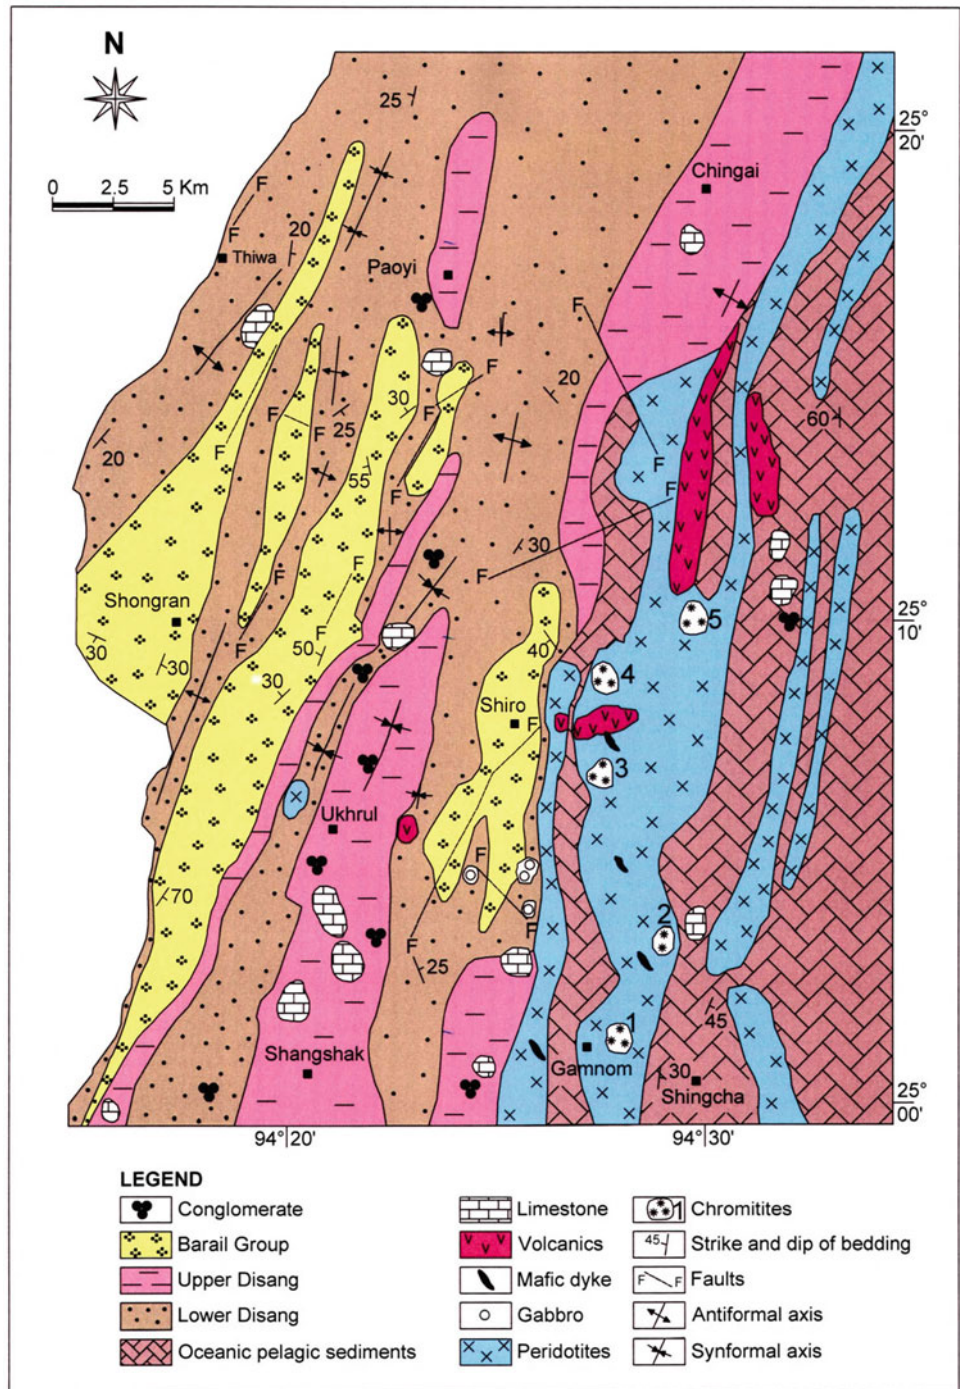 N
0 2.5 5 Km
25
25°
20'
Chingai
F
F
20
Thiwa
Paoyi
F
F
20
30
60
F
F
25
20
F
55
F
F
F
30
F
F
Shongran
F
25°
10'
5
30
30
F
50
40
30
4
Shiro
F
3
Ukhrul
F
70
2
F
F
25
45
1
Shangshak
Gamnom
30
Shingcha
25°
00'
94° 20'
94° 30'
LEGEND
Conglomerate
Limestone
1 Chromitites
Barail Group
Volcanics
45 Strike and dip of bedding
Upper Disang
Mafic dyke
F F Faults
Lower Disang
Gabbro
Antiformal axis
Oceanic pelagic sediments
Peridotites
Synformal axis